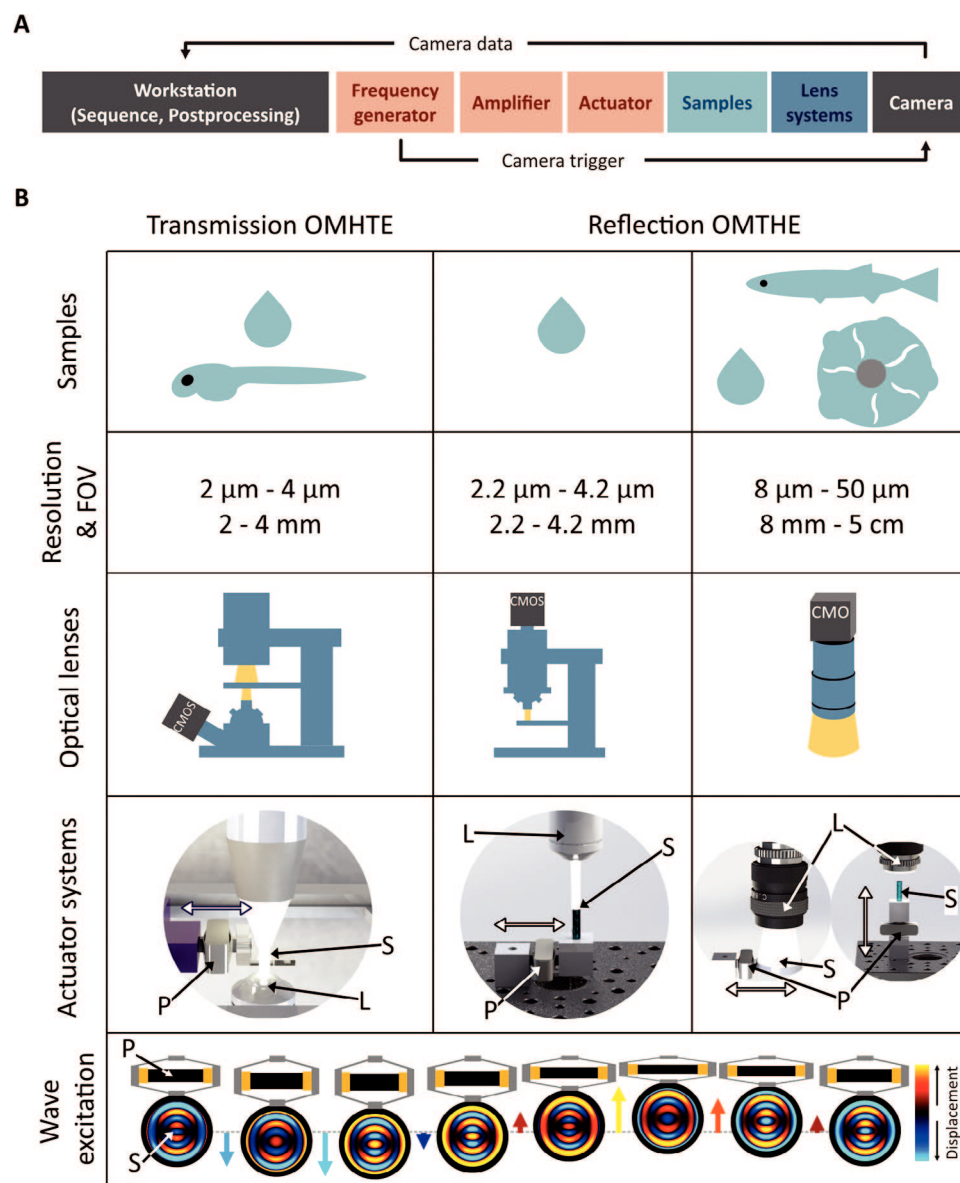 A
Camera data
Workstation
(Sequence, Postprocessing)
Frequency
generator
Amplifier
Actuator
Samples
Lens
systems
Camera
Camera trigger
B
Transmission OMHTE
Reflection OMTHE
Samples
Resolution
& FOV
2 µm - 4 µm
2 - 4 mm
2.2 µm - 4.2 µm
2.2 - 4.2 mm
8 µm - 50 µm
8 mm - 5 cm
Optical lenses
CMOS
CMOS
CMO
Actuator systems
S
P
L
L
S
P
L
S
S
P
Wave
excitation
P
S
Displacement